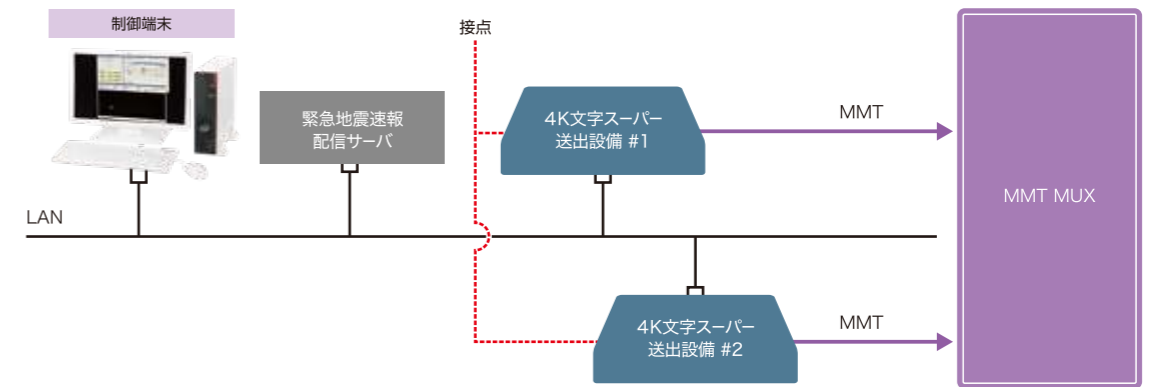 制御端末
接点
緊急地震速報
配信サーバ
4K文字スーパー
送出設備 #1
MMT
MMT MUX
LAN
4K文字スーパー
送出設備 #2
MMT